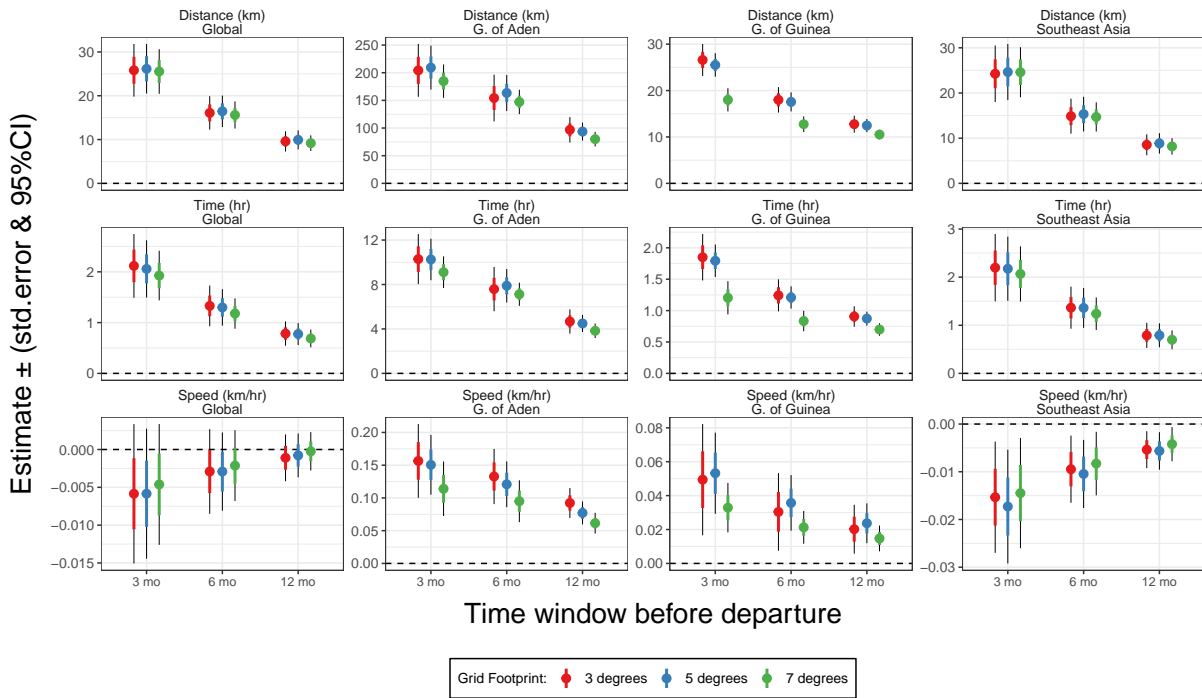 Estimate ± (std.error & 95%CI)
Distance (km)
Global
Distance (km)
G. of Aden
Distance (km)
G. of Guinea
Distance (km)
Southeast Asia
30
20
10
0
250
200
150
100
50
0
30
20
10
0
30
20
10
0
Time (hr)
Global
Time (hr)
G. of Aden
Time (hr)
G. of Guinea
Time (hr)
Southeast Asia
2
1
0
12
8
4
0
2.0
1.5
1.0
0.5
0.0
3
2
1
0
Speed (km/hr)
Global
Speed (km/hr)
G. of Aden
Speed (km/hr)
G. of Guinea
Speed (km/hr)
Southeast Asia
0.000
−0.005
−0.010
−0.015
0.20
0.15
0.10
0.05
0.00
0.08
0.06
0.04
0.02
0.00
0.00
−0.01
−0.02
−0.03
3 mo 6 mo 12 mo
3 mo 6 mo 12 mo
3 mo 6 mo 12 mo
3 mo 6 mo 12 mo
Time window before departure
Grid Footprint: 3 degrees 5 degrees 7 degrees